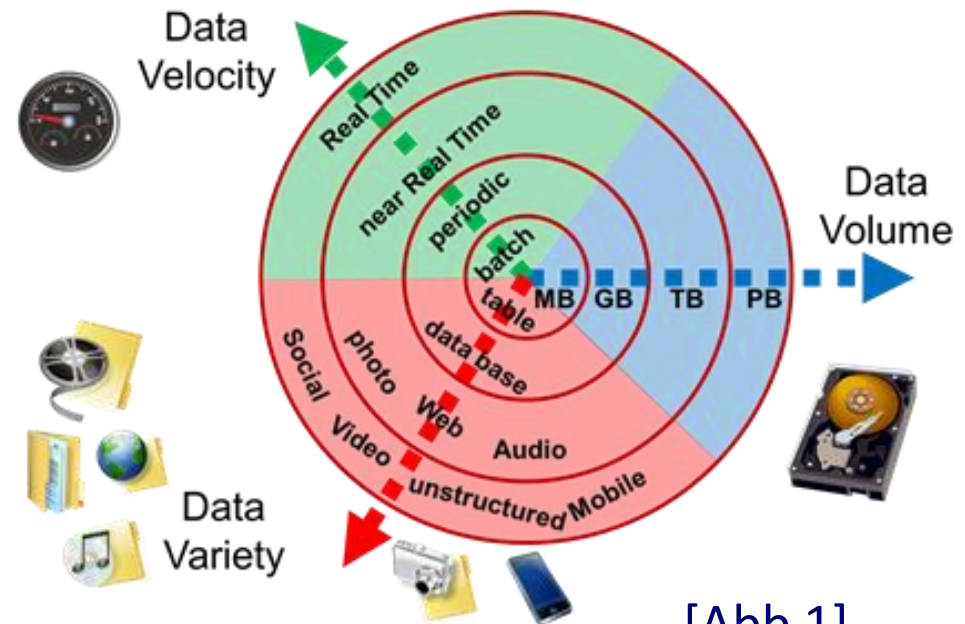 Data
Velocity
Real Time
near Real Time
periodic
batch
Data
Volume
MB GB TB PB
table
data base
photo
Web
Audio
Social
Video
unstructured
Mobile
Data
Variety
[Abb.1]